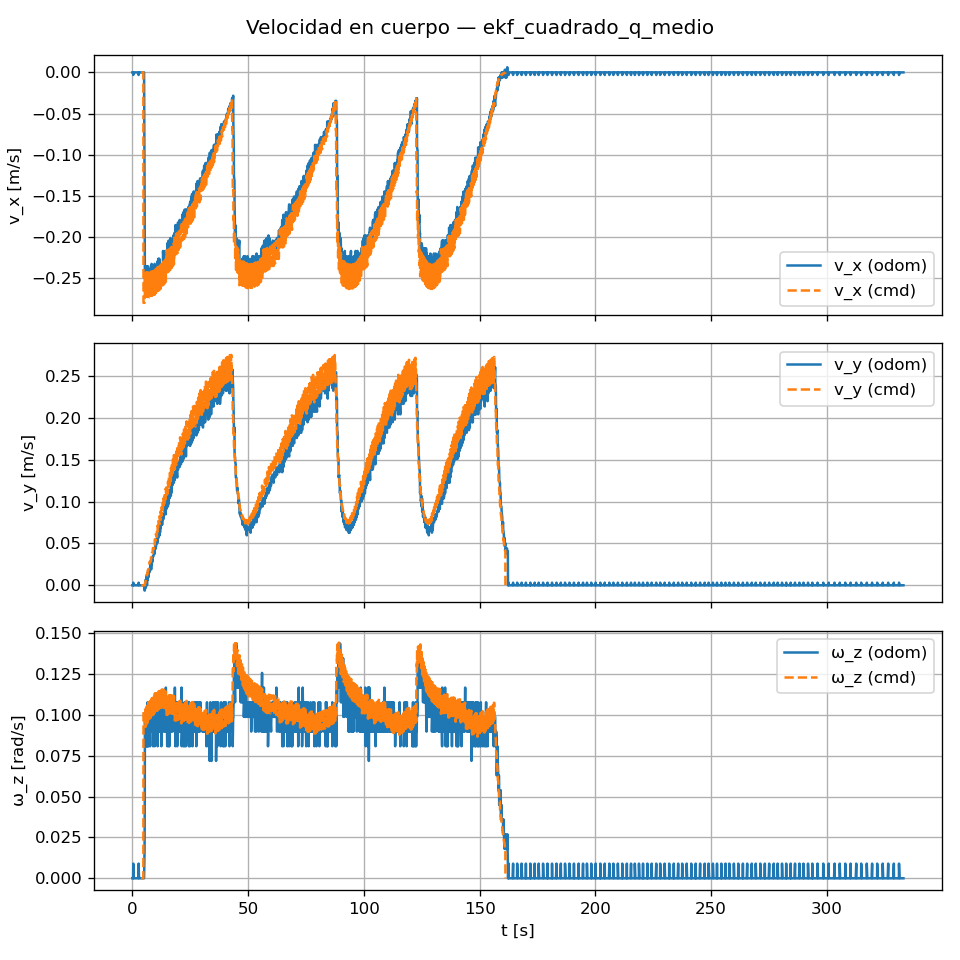 Velocidad en cuerpo — ekf_cuadrado_q_medio
0.00
−0.05
−0.10
−0.15
−0.20
−0.25
v_x [m/s]
v_x (odom)
v_x (cmd)
0.25
0.20
0.15
0.10
0.05
0.00
v_y [m/s]
v_y (odom)
v_y (cmd)
0.150
0.125
0.100
0.075
0.050
0.025
0.000
ω_z [rad/s]
ω_z (odom)
ω_z (cmd)
0 50 100 150 200 250 300
t [s]